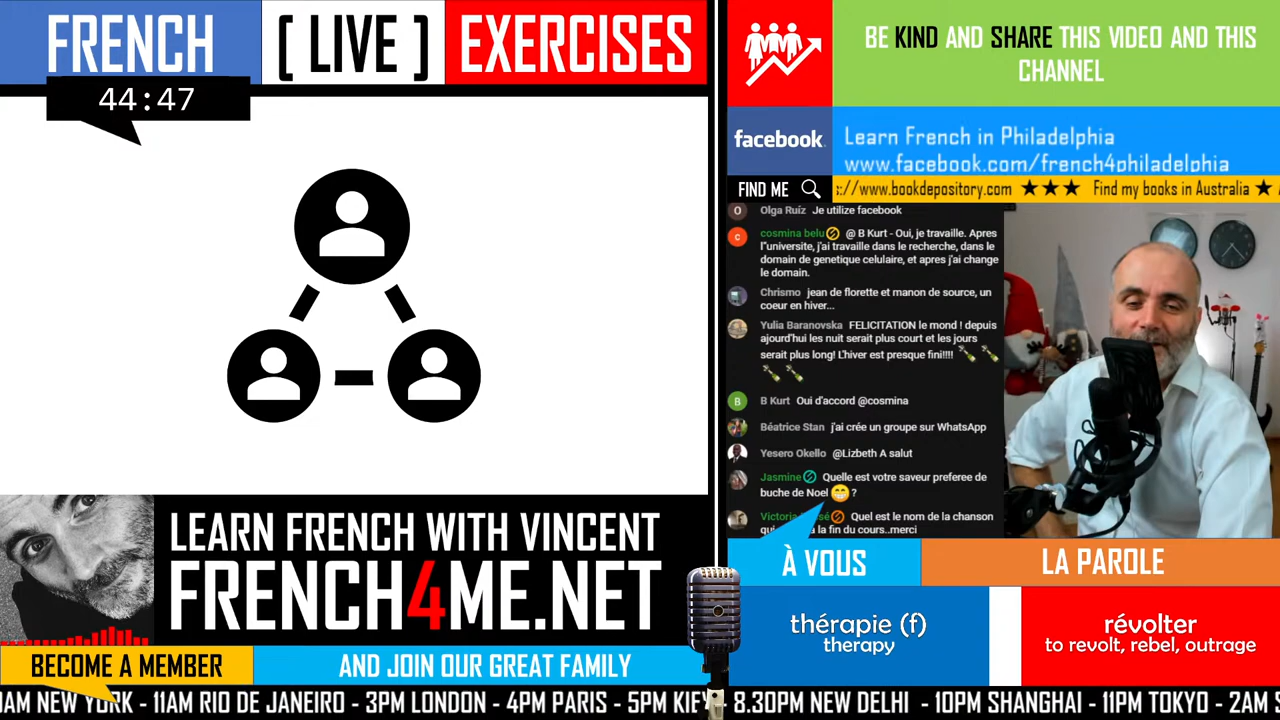 FRENCH
[ LIVE ]
EXERCISES
44:47
BE KIND AND SHARE THIS VIDEO AND THIS
CHANNEL
facebook.
Learn French in Philadelphia
www.facebook.com/french4philadelphia
FIND ME
://www.bookdepository.com ★★★ Find my books in Australia ★
O Olga Ruíz Je utilize facebook
c cosmina belu @ B Kurt - Oui, je travaille. Apres
l"universite, j'ai travaille dans le recherche, dans le
domain de genetique celulaire, et apres j'ai change
le domain.
Chrismo jean de florette et manon de source, un
coeur en hiver...
Yulia Baranovska FELICITATION le mond ! depuis
ajourd'hui les nuit serait plus court et les jours
serait plus long! L'hiver est presque fini!!!!
B B Kurt Oui d'accord @cosmina
Béatrice Stan j'ai crée un groupe sur WhatsApp
Yesero Okello @Lizbeth A salut
Jasmine Quelle est votre saveur preferee de
buche de Noel 😁 ?
Victoria Quel est le nom de la chanson
à la fin du cours..merci
À VOUS
LA PAROLE
thérapie (f)
therapy
révolter
to revolt, rebel, outrage
LEARN FRENCH WITH VINCENT
FRENCH4ME.NET
BECOME A MEMBER
AND JOIN OUR GREAT FAMILY
AM NEW YORK - 11AM RIO DE JANEIRO - 3PM LONDON - 4PM PARIS - 5PM KIEV 8.30PM NEW DELHI - 10PM SHANGHAI - 11PM TOKYO - 2AM